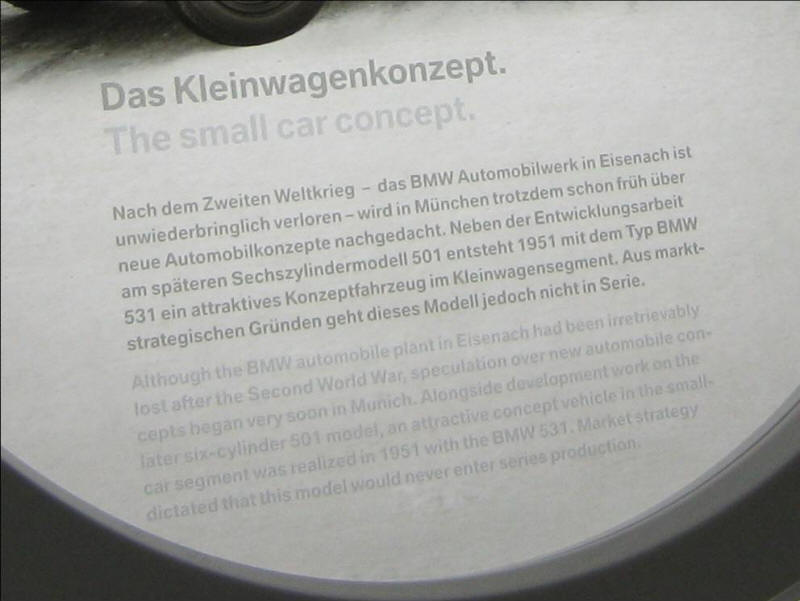 Das Kleinwagenkonzept.
The small car concept.
Nach dem Zweiten Weltkrieg – das BMW Automobilwerk in Eisenach ist
unwiederbringlich verloren – wird in München trotzdem schon früh über
neue Automobilkonzepte nachgedacht. Neben der Entwicklungsarbeit
am späteren Sechszylindermodell 501 entsteht 1951 mit dem Typ BMW
531 ein attraktives Konzeptfahrzeug im Kleinwagensegment. Aus markt-
strategischen Gründen geht dieses Modell jedoch nicht in Serie.
Although the BMW automobile plant in Eisenach had been irretrievably
lost after the Second World War, speculation over new automobile con-
cepts began very soon in Munich. Alongside development work on the
later six-cylinder 501 model, an attractive concept vehicle in the small-
car segment was realized in 1951 with the BMW 531. Market strategy
dictated that this model would never enter series production.